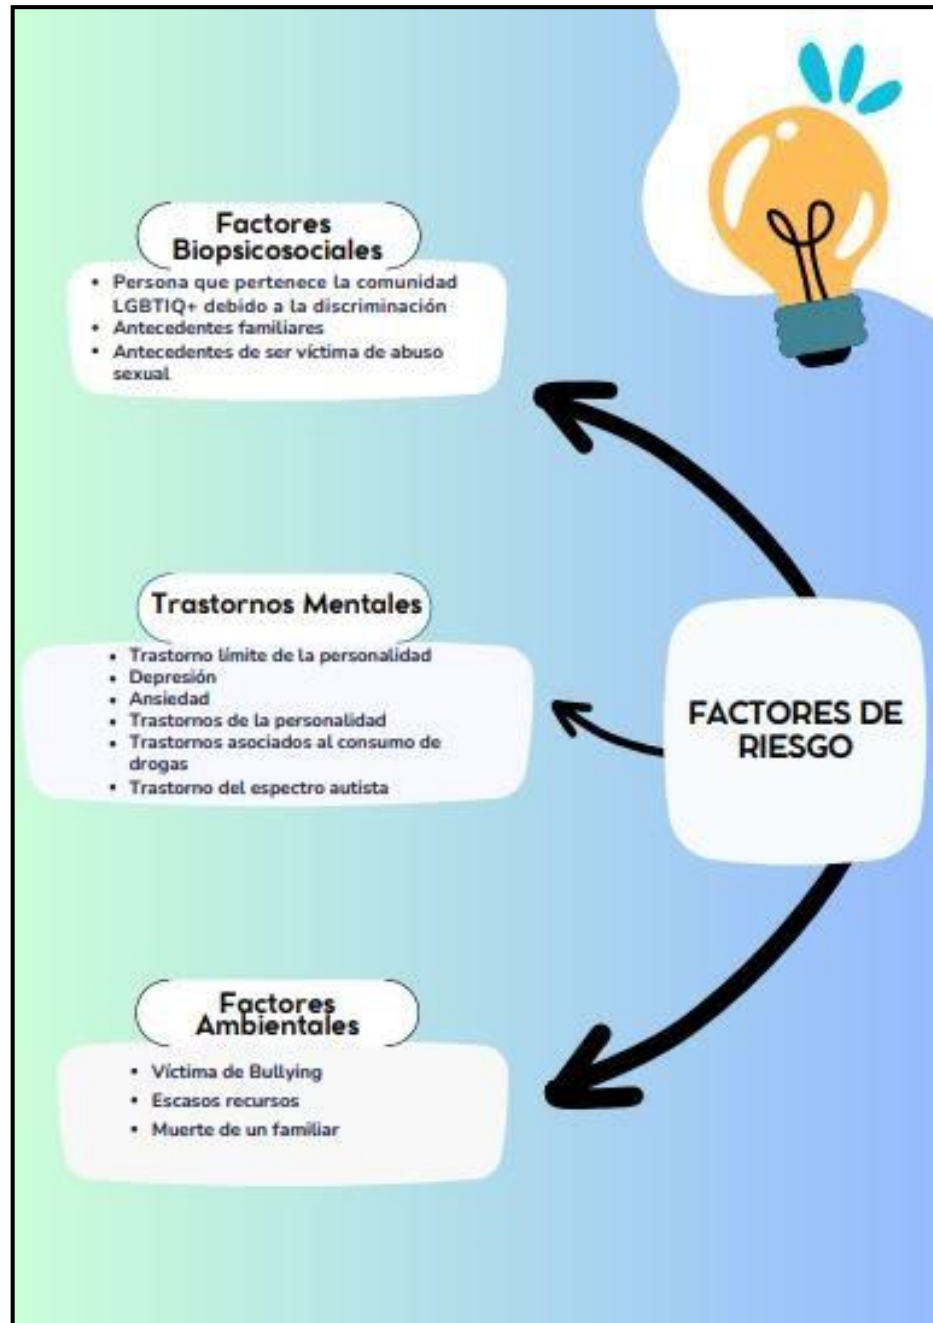 Factores
Biopsicosociales
• Persona que pertenece la comunidad
LGBTIQ+ debido a la discriminación
• Antecedentes familiares
• Antecedentes de ser víctima de abuso
sexual
Trastornos Mentales
• Trastorno límite de la personalidad
• Depresión
• Ansiedad
• Trastornos de la personalidad
• Trastornos asociados al consumo de
drogas
• Trastorno del espectro autista
FACTORES DE
RIESGO
Factores
Ambientales
• Víctima de Bullying
• Escasos recursos
• Muerte de un familiar